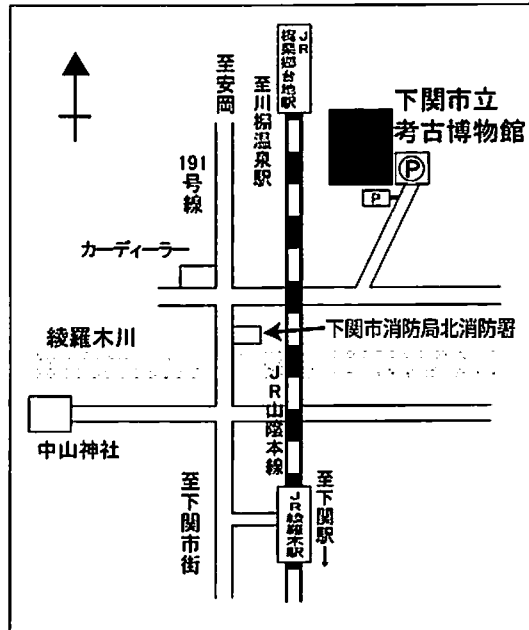 JR
梶栗郷台地駅
至安岡
至川棚温泉駅
下関市立
考古博物館
P
P
191号線
カーディーラー
綾羅木川
下関市消防局北消防署
JR山陰本線
中山神社
至下関市街
JR綾羅木駅
至下関駅